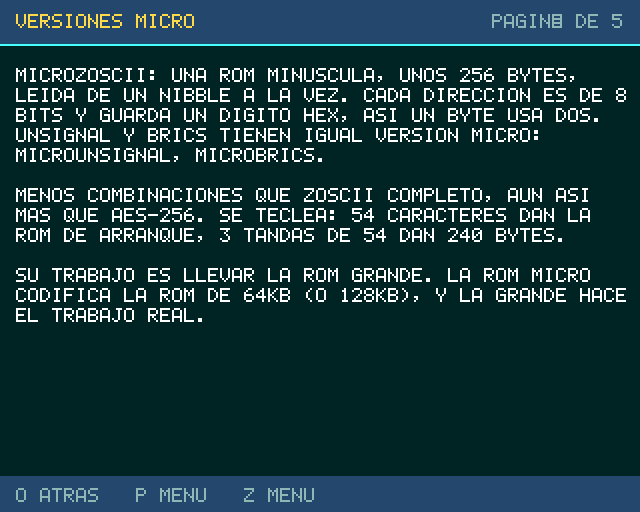 VERSIONES MICRO
DE 5
MICROZOSCII: UNA ROM MINUSCULA, UNOS 256 BYTES,
LEIDA DE UN NIBBLE A LA VEZ. CADA DIRECCION ES DE 8
BITS Y GUARDA UN DIGITO HEX, ASI UN BYTE USA DOS.
UNSIGNAL Y BRICS TIENEN IGUAL VERSION MICRO:
MICROUNSIGNAL, MICROBRICS.
MENOS COMBINACIONES QUE ZOSCII COMPLETO, AUN ASI
MAS QUE AES-256. SE TECLEA: 54 CARACTERES DAN LA
ROM DE ARRANQUE, 3 TANDAS DE 54 DAN 240 BYTES.
SU TRABAJO ES LLEVAR LA ROM GRANDE. LA ROM MICRO
CODIFICA LA ROM DE 64KB (O 128KB), Y LA GRANDE HACE
EL TRABAJO REAL.
O ATRAS P MENU Z MENU